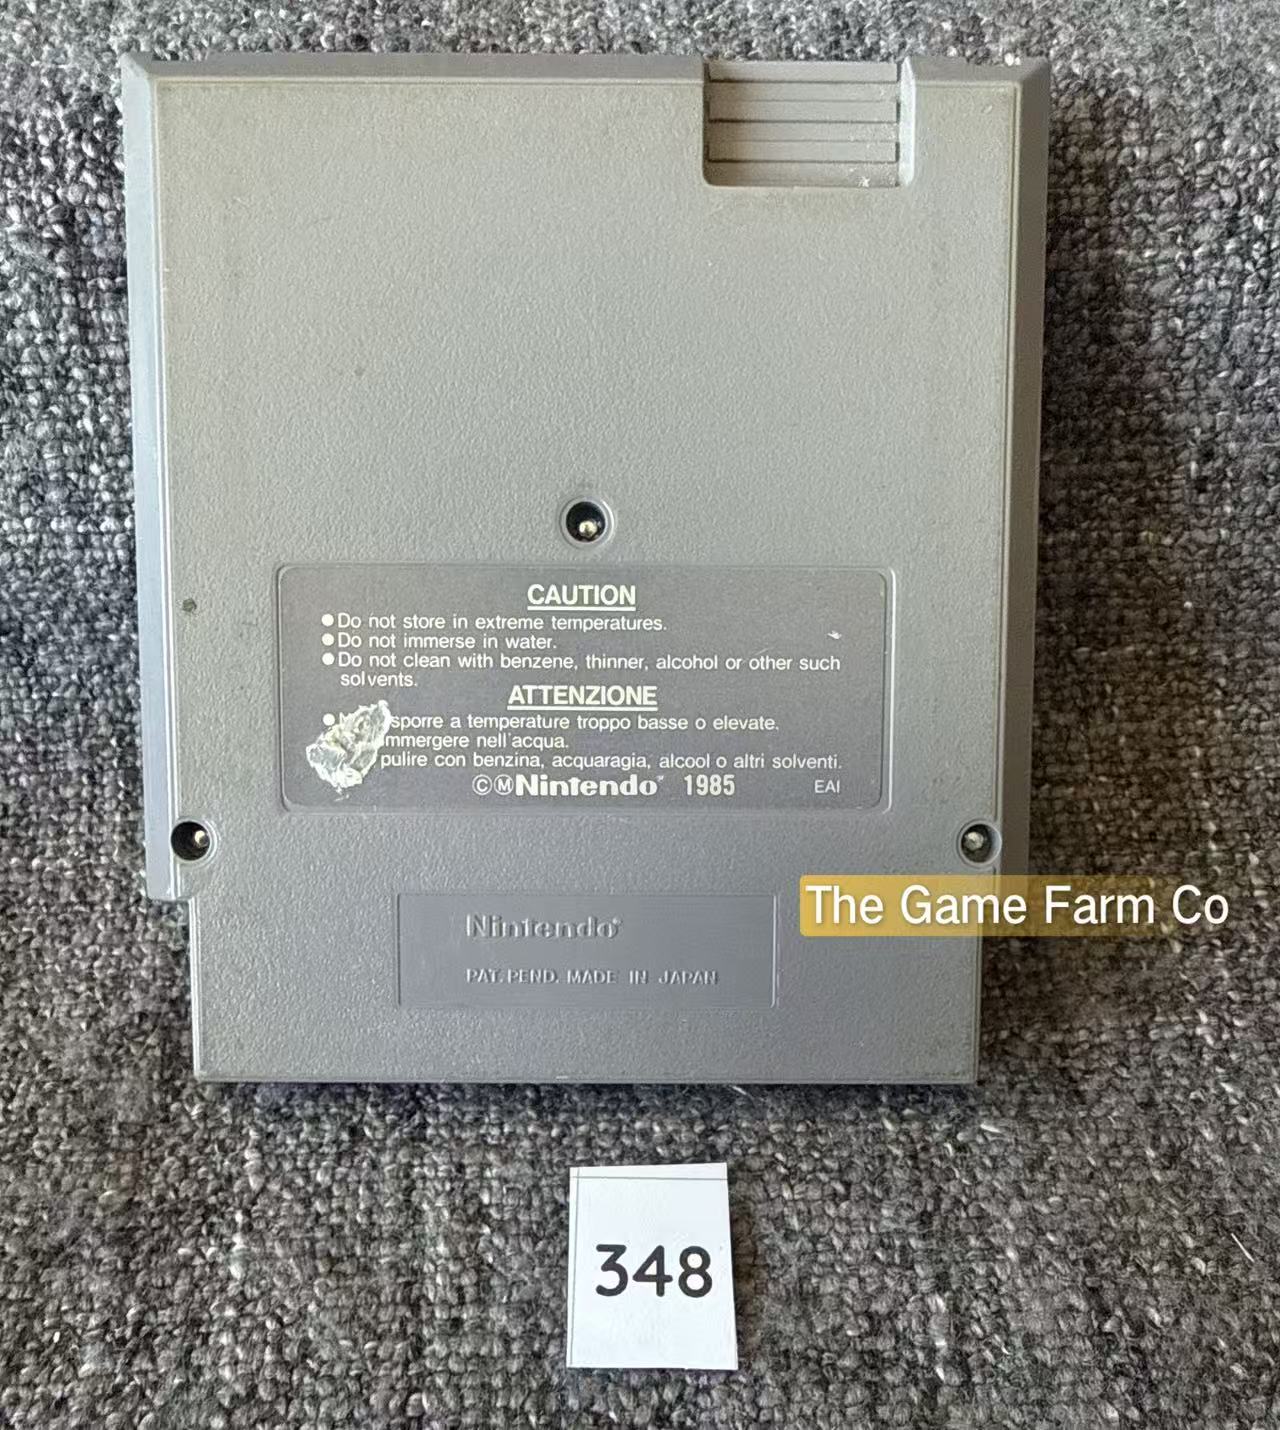 CAUTION
●Do not store in extreme temperatures.
●Do not immerse in water.
●Do not clean with benzene, thinner, alcohol or other such
solvents.
ATTENZIONE
●sporre a temperature troppo basse o elevate.
mmergere nell'acqua.
pulire con benzina, acquaragia, alcool o altri solventi.
©ⓂNintendo™ 1985 EAI
The Game Farm Co
Nintendo®
PAT. PEND. MADE IN JAPAN
348